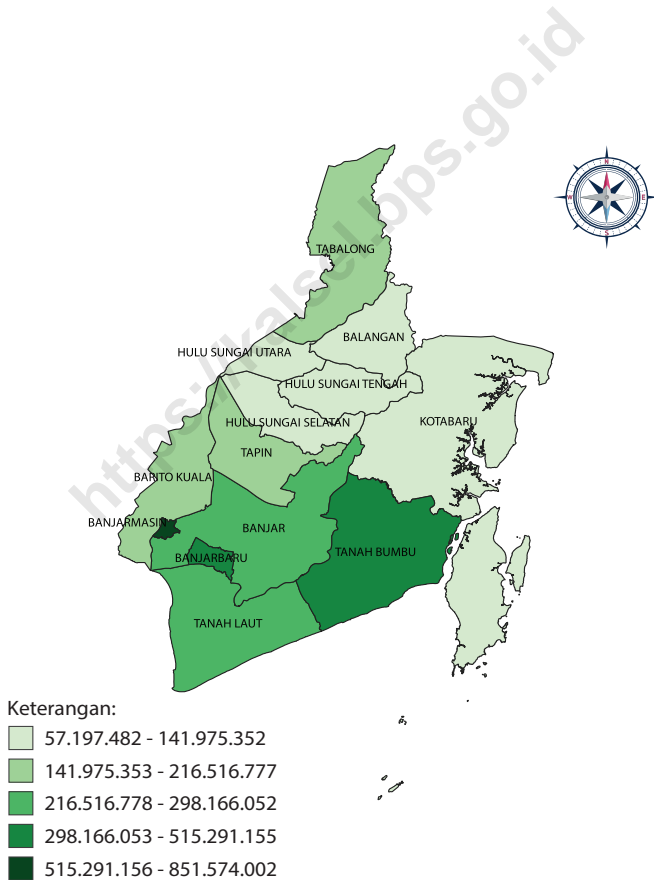 https://kalsel.bps.go.id
N
W
E
S
TABALONG
BALANGAN
HULU SUNGAI UTARA
HULU SUNGAI TENGAH
HULU SUNGAI SELATAN
KOTABARU
TAPIN
BARITO KUALA
BANJARMASIN
BANJAR
BANJARBARU
TANAH BUMBU
TANAH LAUT
Keterangan:
57.197.482 - 141.975.352
141.975.353 - 216.516.777
216.516.778 - 298.166.052
298.166.053 - 515.291.155
515.291.156 - 851.574.002